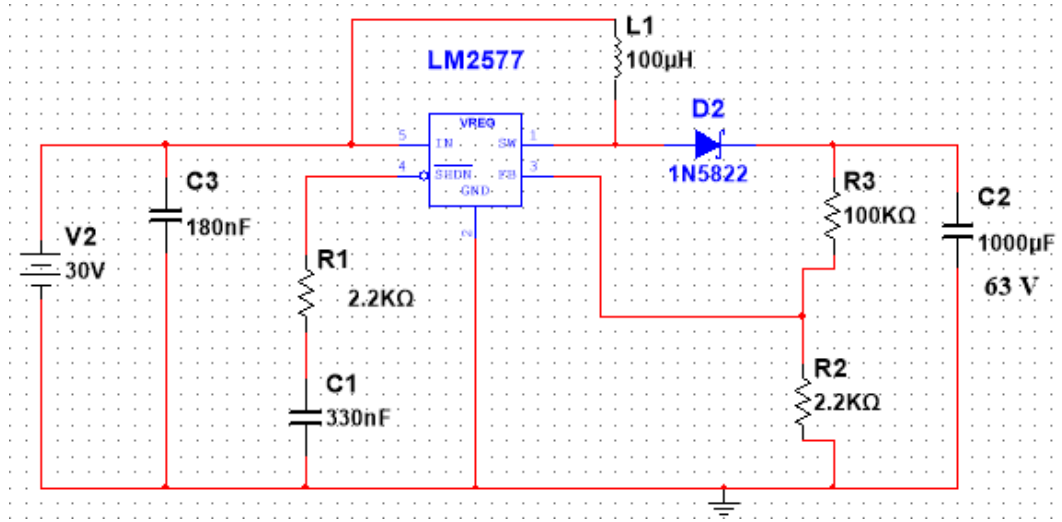 L1
100µH
LM2577
VREG
5
IN
SW
1
4
SHDN
FB
3
GND
2
D2
1N5822
C3
180nF
V2
30V
R1
2.2KΩ
C1
330nF
R3
100KΩ
C2
1000µF
63 V
R2
2.2KΩ